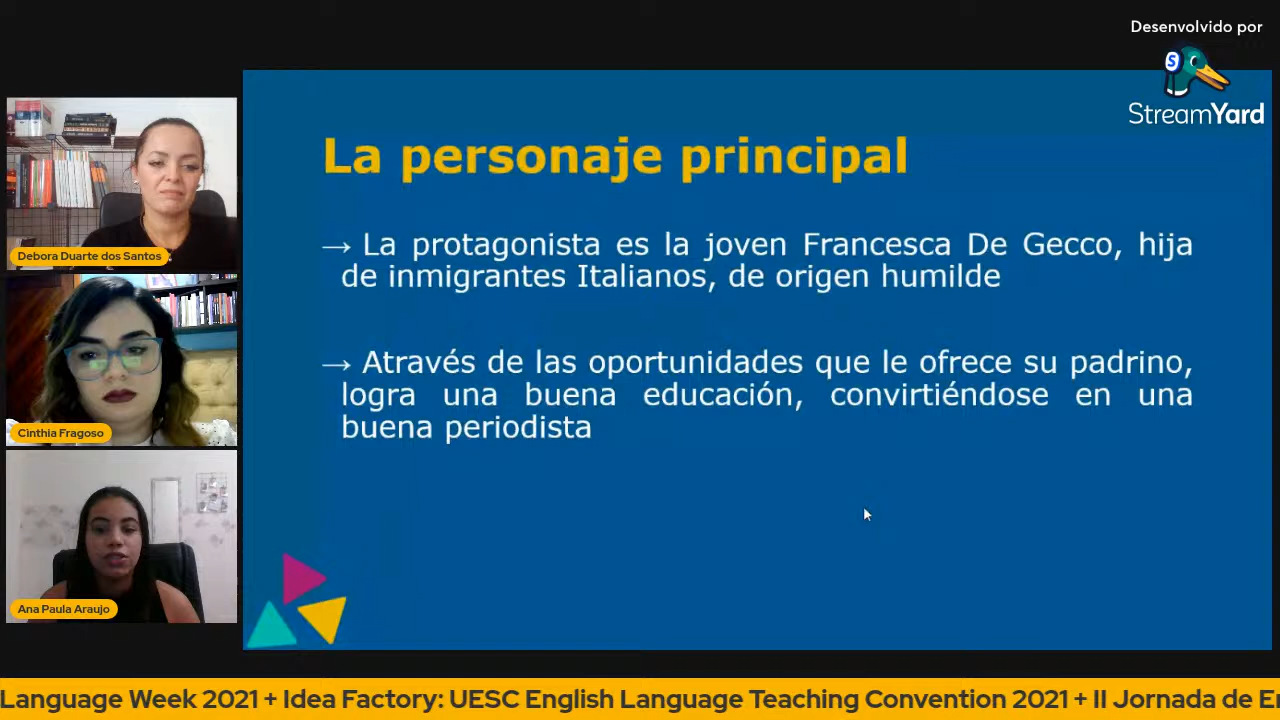 Desenvolvido por
StreamYard
La personaje principal
→ La protagonista es la joven Francesca De Gecco, hija
de inmigrantes Italianos, de origen humilde
→ Através de las oportunidades que le ofrece su padrino,
logra una buena educación, convirtiéndose en una
buena periodista
Debora Duarte dos Santos
Cinthia Fragoso
Ana Paula Araujo
Language Week 2021 + Idea Factory: UESC English Language Teaching Convention 2021 + II Jornada de